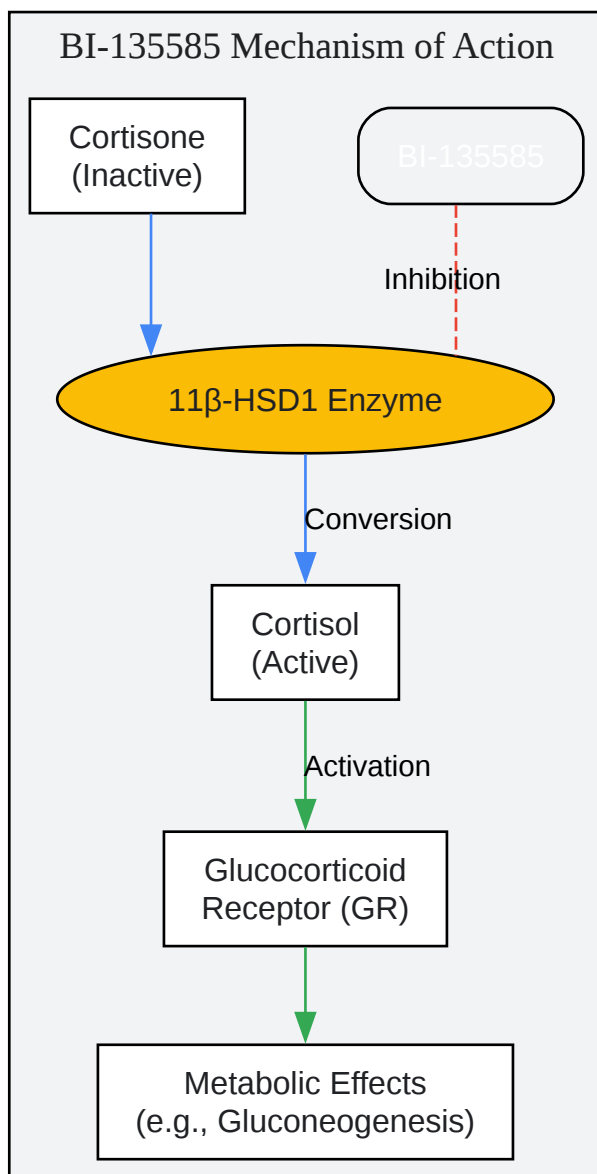 BI-135585 Mechanism of Action
Cortisone
(Inactive)
BI-135585
Inhibition
11β-HSD1 Enzyme
Conversion
Cortisol
(Active)
Activation
Glucocorticoid
Receptor (GR)
Metabolic Effects
(e.g., Gluconeogenesis)